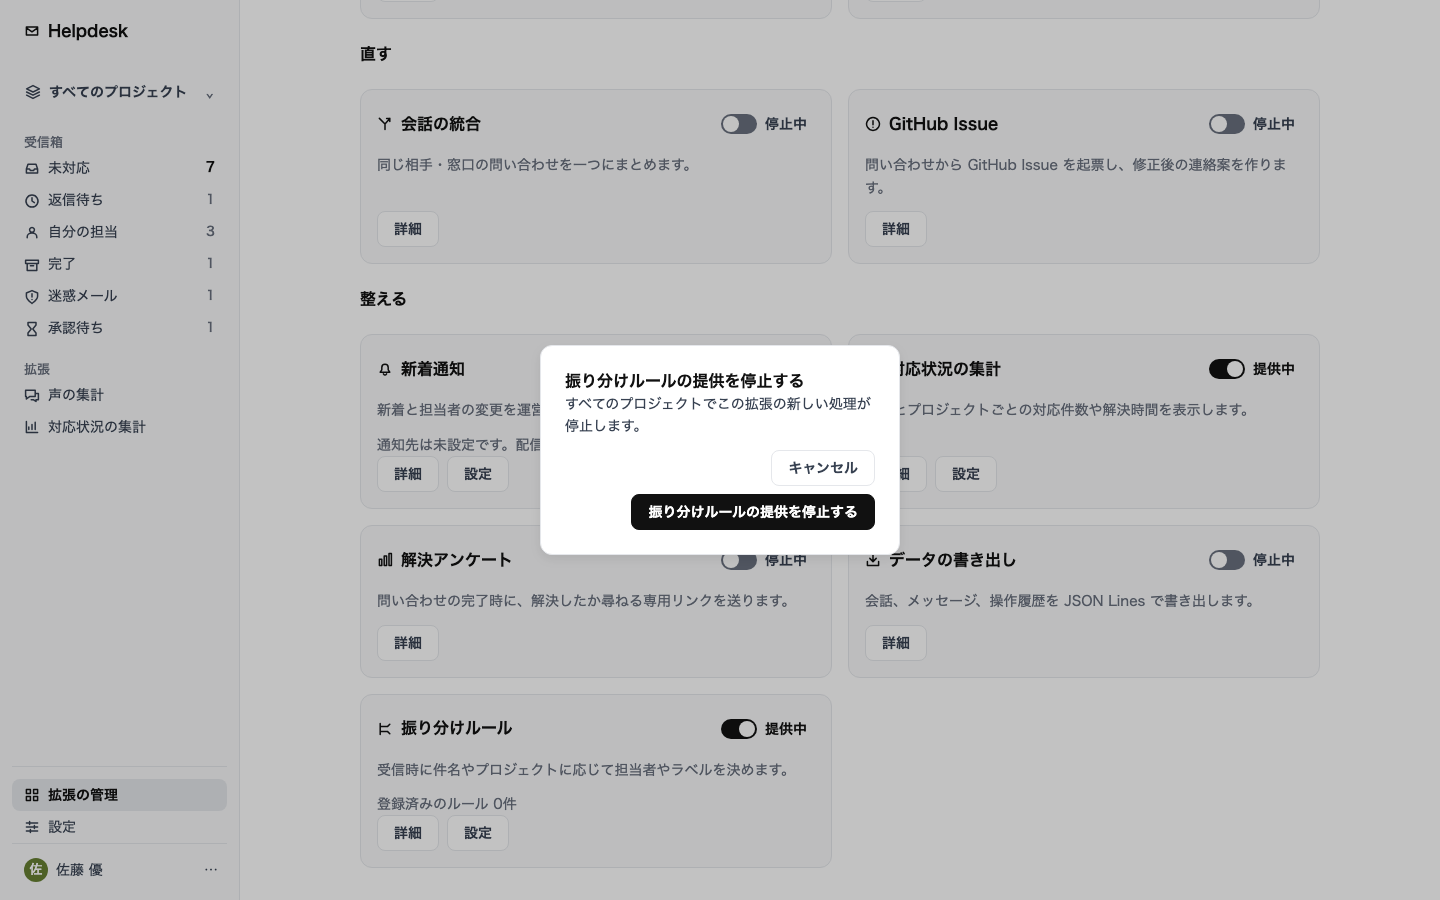 Helpdesk
すべてのプロジェクト
受信箱
未対応 7
返信待ち 1
自分の担当 3
完了 1
迷惑メール 1
承認待ち 1
拡張
声の集計
対応状況の集計
拡張の管理
設定
佐 佐藤 優 …
直す
会話の統合 停止中
同じ相手・窓口の問い合わせを一つにまとめます。
詳細
GitHub Issue 停止中
問い合わせから GitHub Issue を起票し、修正後の連絡案を作りま
す。
詳細
整える
新着通知
新着と担当者の変更を運営
通知先は未設定です。配信
詳細 設定
対応状況の集計 提供中
とプロジェクトごとの対応件数や解決時間を表示します。
細 設定
振り分けルールの提供を停止する
すべてのプロジェクトでこの拡張の新しい処理が
停止します。
キャンセル
振り分けルールの提供を停止する
解決アンケート 停止中
問い合わせの完了時に、解決したか尋ねる専用リンクを送ります。
詳細
データの書き出し 停止中
会話、メッセージ、操作履歴を JSON Lines で書き出します。
詳細
振り分けルール 提供中
受信時に件名やプロジェクトに応じて担当者やラベルを決めます。
登録済みのルール 0件
詳細 設定